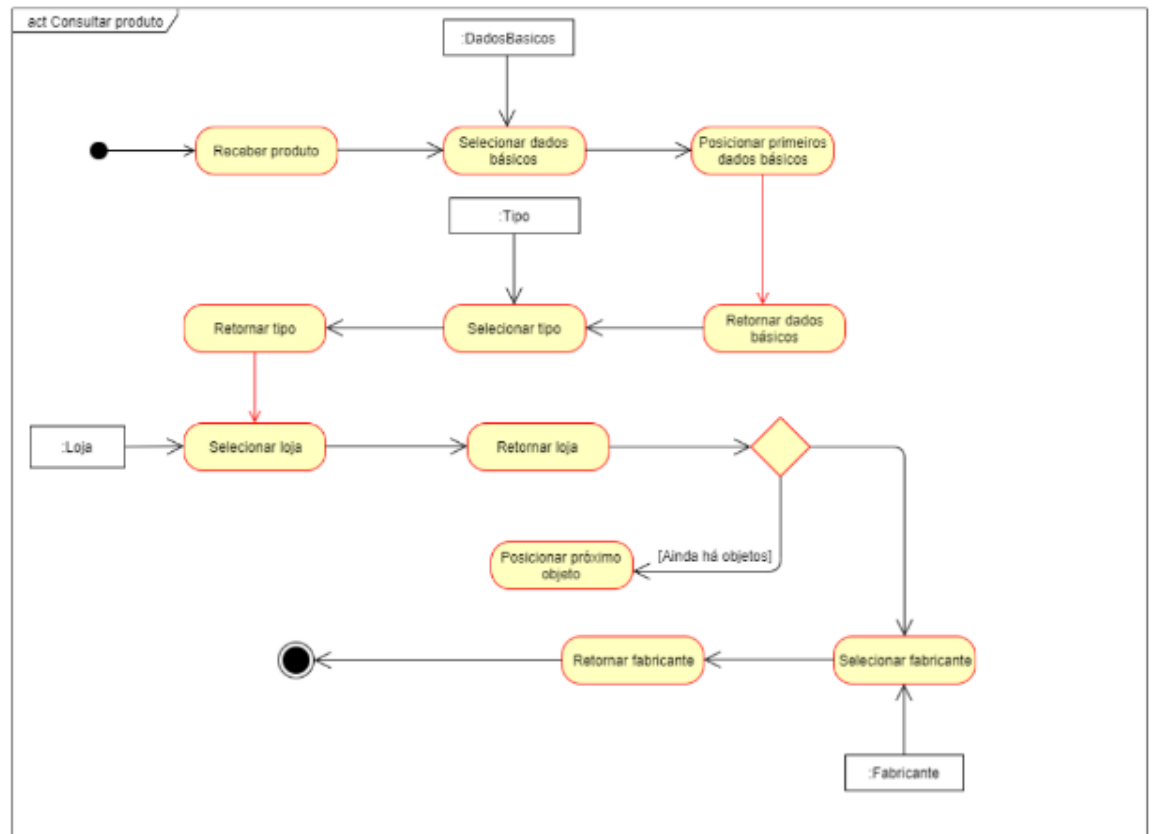 act Consultar produto
:DadosBasicos
Receber produto
Selecionar dados
básicos
Posicionar primeiros
dados básicos
:Tipo
Retornar tipo
Selecionar tipo
Retornar dados
básicos
:Loja
Selecionar loja
Retornar loja
Posicionar próximo
objeto
[Ainda há objetos]
Retornar fabricante
Selecionar fabricante
:Fabricante